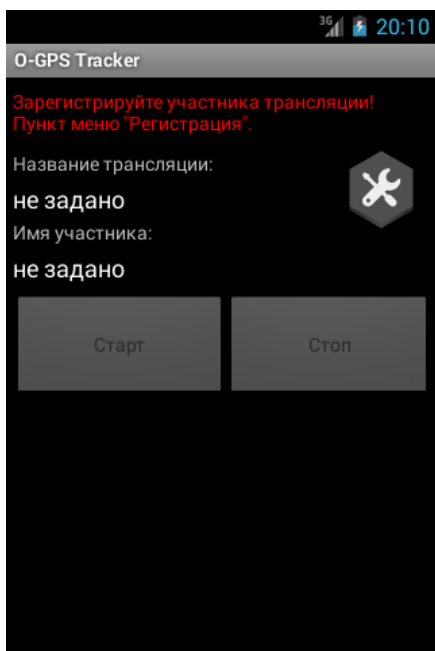 3G 20:10
O-GPS Tracker
Зарегистрируйте участника трансляции!
Пункт меню "Регистрация".
Название трансляции:
не задано
Имя участника:
не задано
Старт Стоп